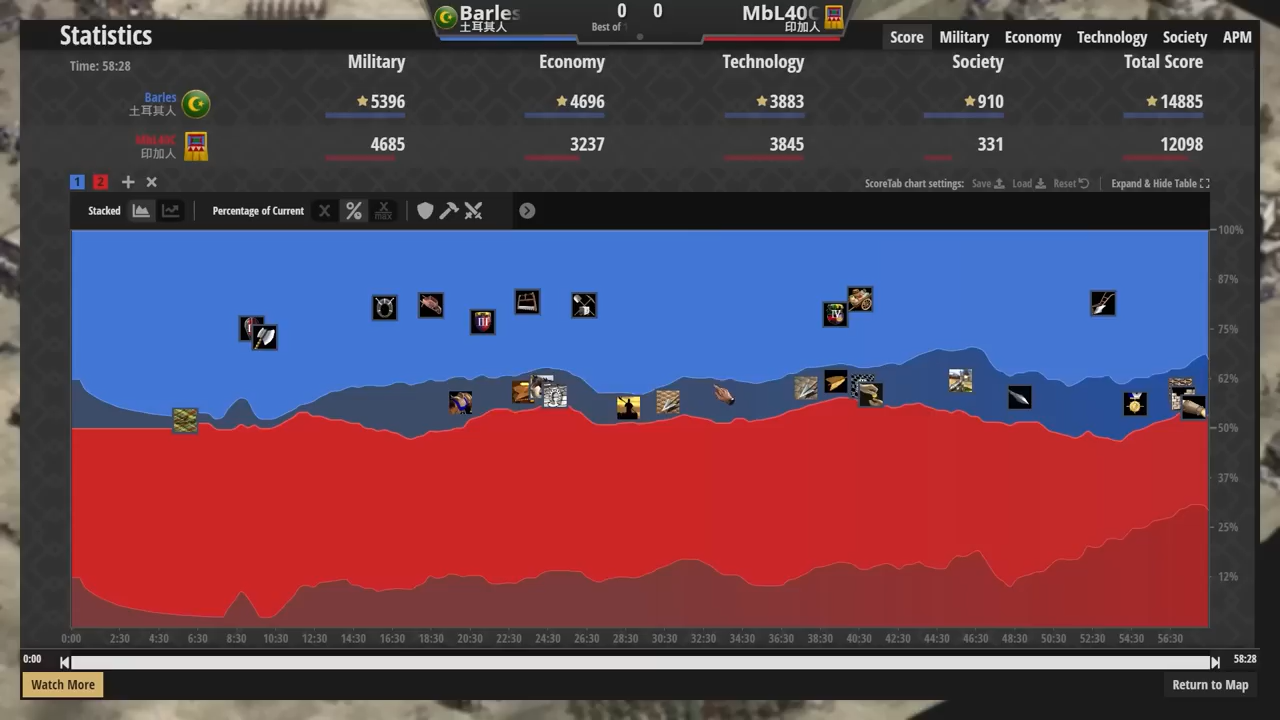 Barles 0 0 MbL40C
土耳其人 Best of 印加人
Statistics Score Military Economy Technology Society APM
Time: 58:28 Military Economy Technology Society Total Score
Barles 5396 4696 3883 910 14885
土耳其人
MbL40C 4685 3237 3845 331 12098
印加人
1 2 ScoreTab chart settings: Save Load Reset Expand & Hide Table
Stacked Percentage of Current X % X max
100%
87%
75%
62%
50%
37%
25%
12%
III
IV
0:00 2:30 4:30 6:30 8:30 10:30 12:30 14:30 16:30 18:30 20:30 22:30 24:30 26:30 28:30 30:30 32:30 34:30 36:30 38:30 40:30 42:30 44:30 46:30 48:30 50:30 52:30 54:30 56:30
0:00 58:28
Watch More Return to Map